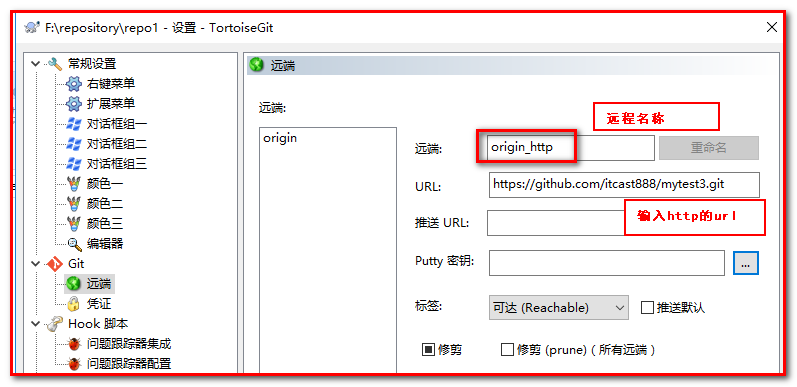 F:\repository\repo1 - 设置 - TortoiseGit
常规设置
右键菜单
扩展菜单
对话框组一
对话框组二
对话框组三
颜色一
颜色二
颜色三
编辑器
Git
远端
凭证
Hook 脚本
问题跟踪器集成
问题跟踪器配置
远端
远端:
origin
远程名称
远端:
origin_http
重命名
URL:
https://github.com/itcast888/mytest3.git
推送 URL:
输入http的url
Putty 密钥:
...
标签:
可达 (Reachable)
推送默认
修剪
修剪 (prune) ( 所有远端 )